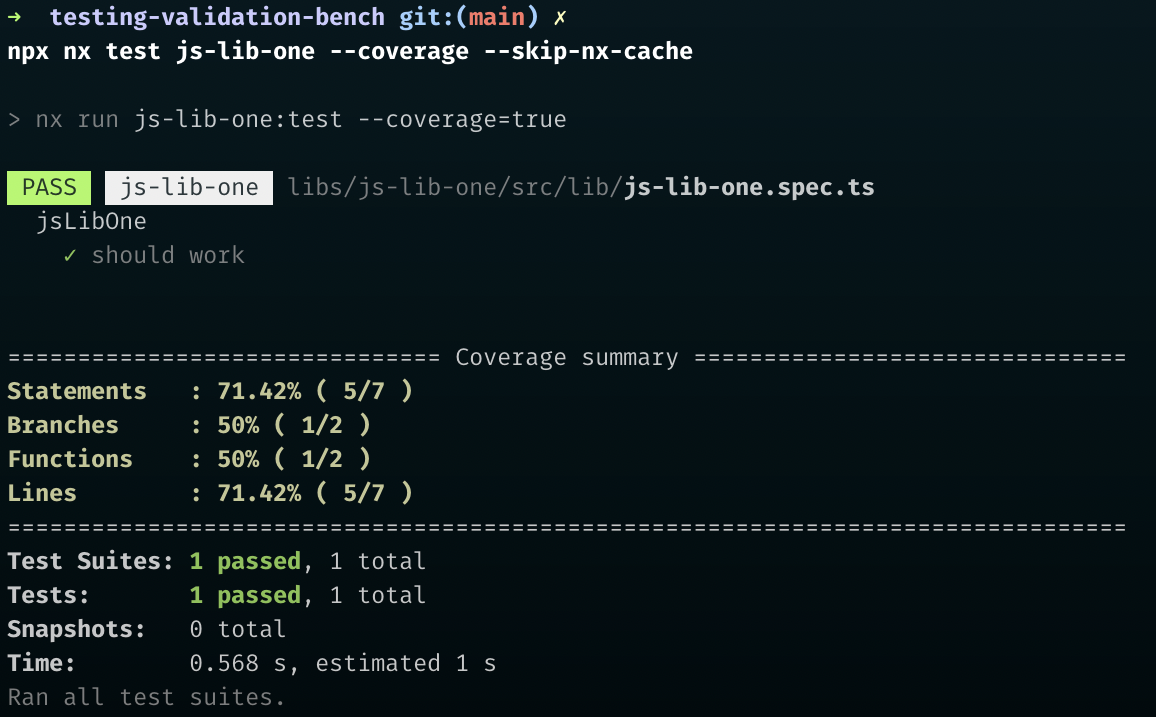 ➜  testing-validation-bench git:(main) ✗
npx nx test js-lib-one --coverage --skip-nx-cache
> nx run js-lib-one:test --coverage=true
PASS js-lib-one libs/js-lib-one/src/lib/js-lib-one.spec.ts
jsLibOne
✓ should work
=============================== Coverage summary ===============================
Statements   : 71.42% ( 5/7 )
Branches     : 50% ( 1/2 )
Functions    : 50% ( 1/2 )
Lines        : 71.42% ( 5/7 )
================================================================================
Test Suites: 1 passed, 1 total
Tests:       1 passed, 1 total
Snapshots:   0 total
Time:        0.568 s, estimated 1 s
Ran all test suites.